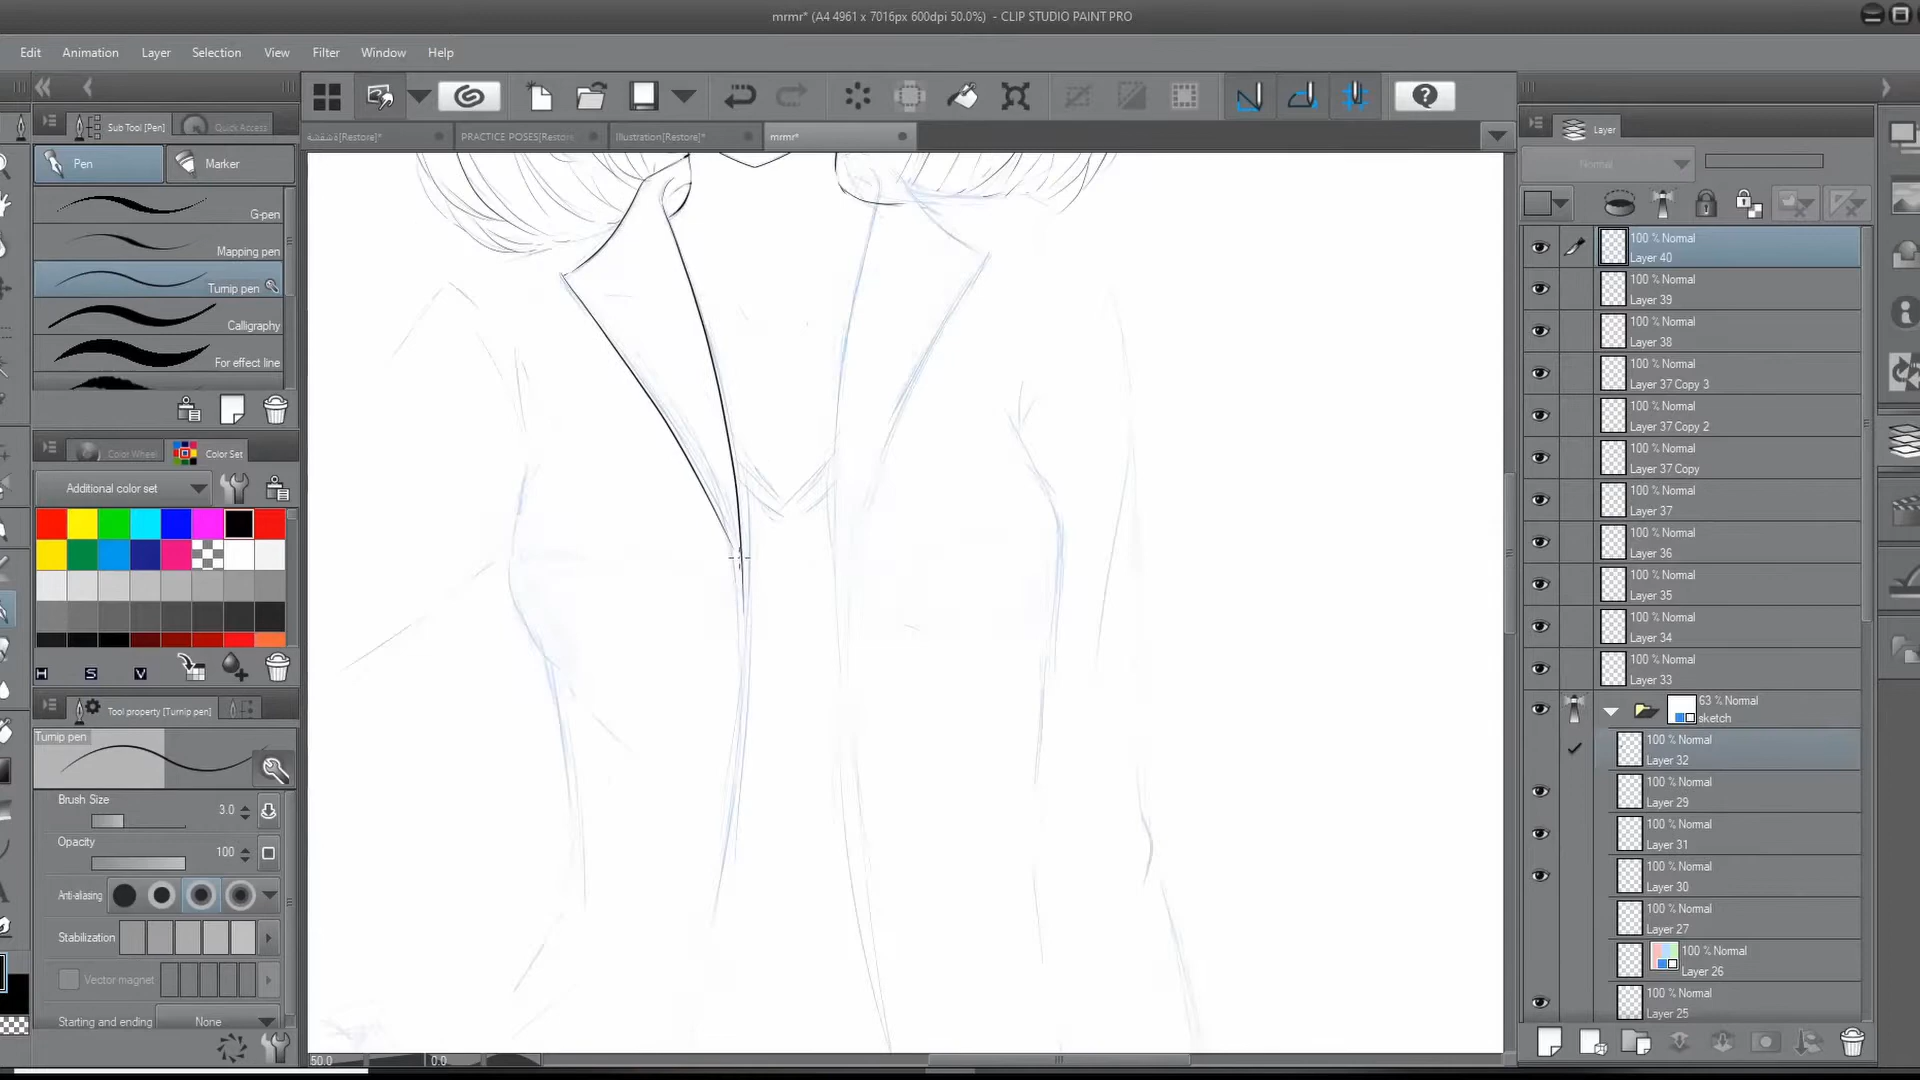 mrmr* (A4 4961 x 7016px 600dpi 50.0%) - CLIP STUDIO PAINT PRO
Edit Animation Layer Selection View Filter Window Help
Sub Tool [Pen] Quick Access
[Restore]* PRACTICE POSES[Restore Illustration[Restore]* mrmr*
Pen Marker
G-pen
Mapping pen
Turnip pen
Calligraphy
For effect line
Color Wheel Color Set
Additional color set
H S V
Tool property [Turnip pen]
Turnip pen
Brush Size 3.0
Opacity 100
Anti-aliasing
Stabilization
Vector magnet
Starting and ending None
50.0 0.0
Layer
Normal
100 % Normal
Layer 40
100 % Normal
Layer 39
100 % Normal
Layer 38
100 % Normal
Layer 37 Copy 3
100 % Normal
Layer 37 Copy 2
100 % Normal
Layer 37 Copy
100 % Normal
Layer 37
100 % Normal
Layer 36
100 % Normal
Layer 35
100 % Normal
Layer 34
100 % Normal
Layer 33
63 % Normal
sketch
100 % Normal
Layer 32
100 % Normal
Layer 29
100 % Normal
Layer 31
100 % Normal
Layer 30
100 % Normal
Layer 27
100 % Normal
Layer 26
100 % Normal
Layer 25